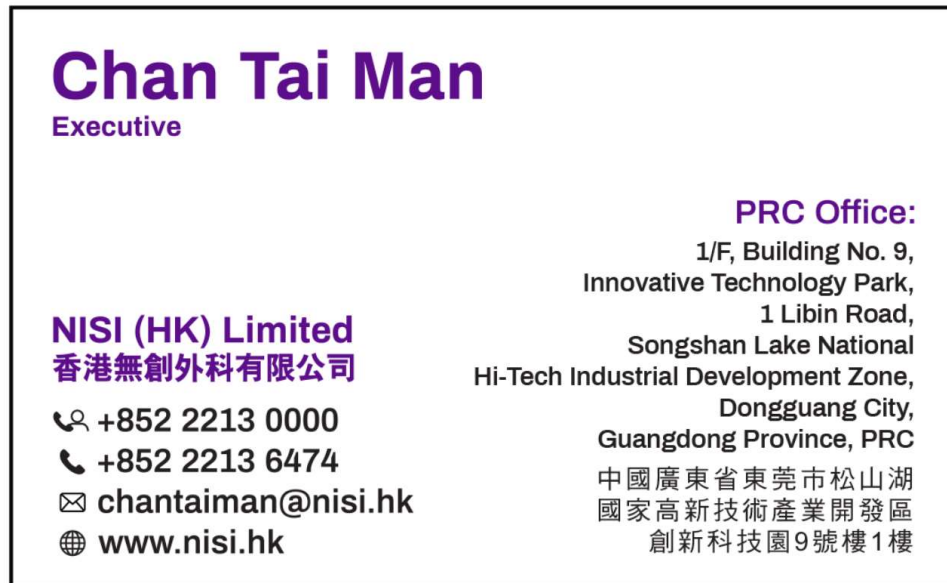 Chan Tai Man
Executive
NISI (HK) Limited
香港無創外科有限公司
+852 2213 0000
+852 2213 6474
chantaiman@nisi.hk
www.nisi.hk
PRC Office:
1/F, Building No. 9,
Innovative Technology Park,
1 Libin Road,
Songshan Lake National
Hi-Tech Industrial Development Zone,
Dongguang City,
Guangdong Province, PRC
中國廣東省東莞市松山湖
國家高新技術產業開發區
創新科技園9號樓1樓